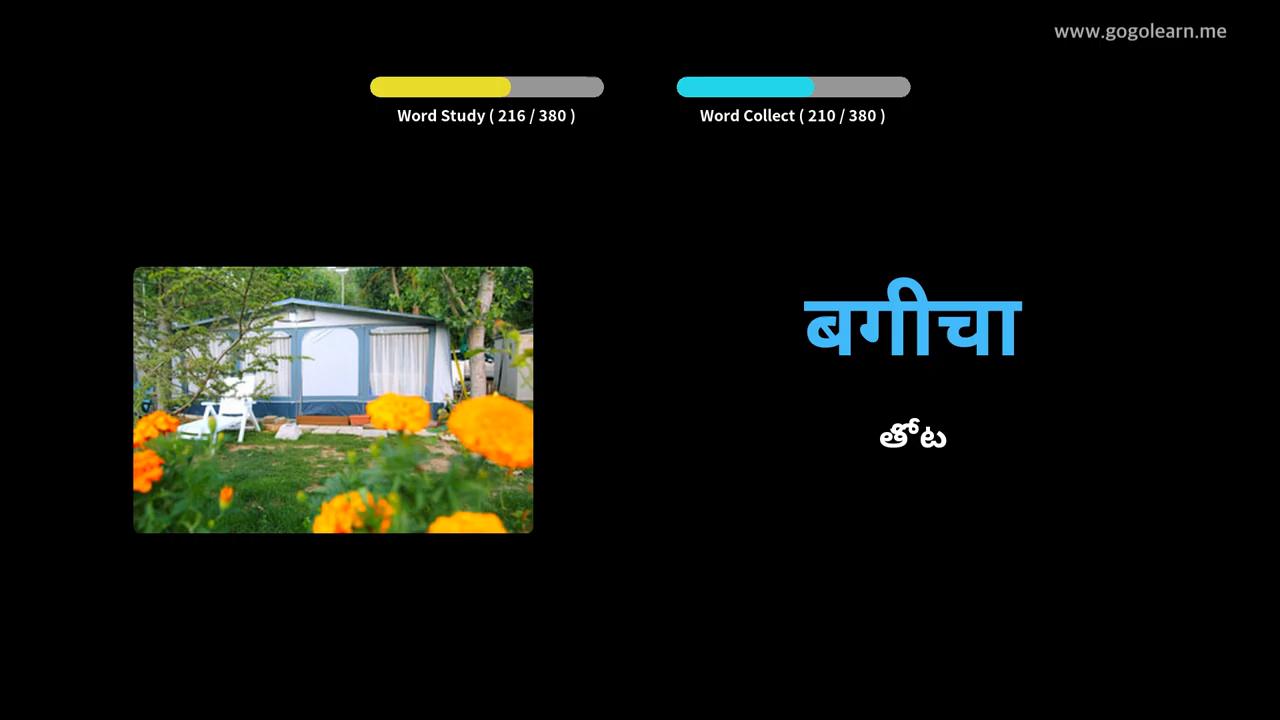 www.gogolearn.me
Word Study ( 216 / 380 )
Word Collect ( 210 / 380 )
बगीचा
తోట